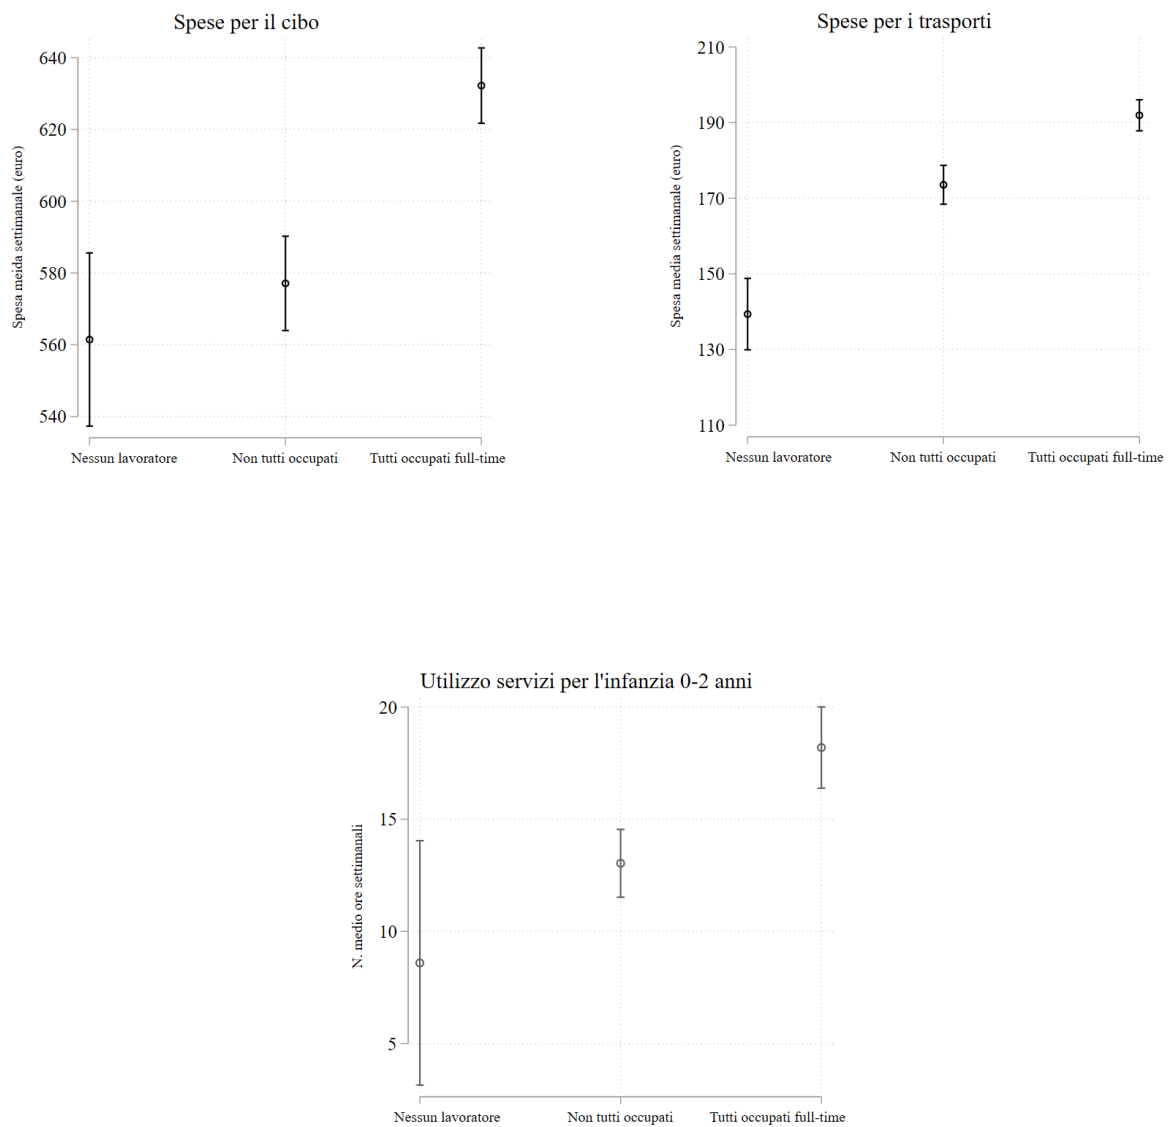 Spese per il cibo
640
620
600
580
560
540
Spesa meida settimanale (euro)
Nessun lavoratore
Non tutti occupati
Tutti occupati full-time
Spese per i trasporti
210
190
170
150
130
110
Spesa media settimanale (euro)
Nessun lavoratore
Non tutti occupati
Tutti occupati full-time
Utilizzo servizi per l'infanzia 0-2 anni
20
15
10
5
N. medio ore settimanali
Nessun lavoratore
Non tutti occupati
Tutti occupati full-time